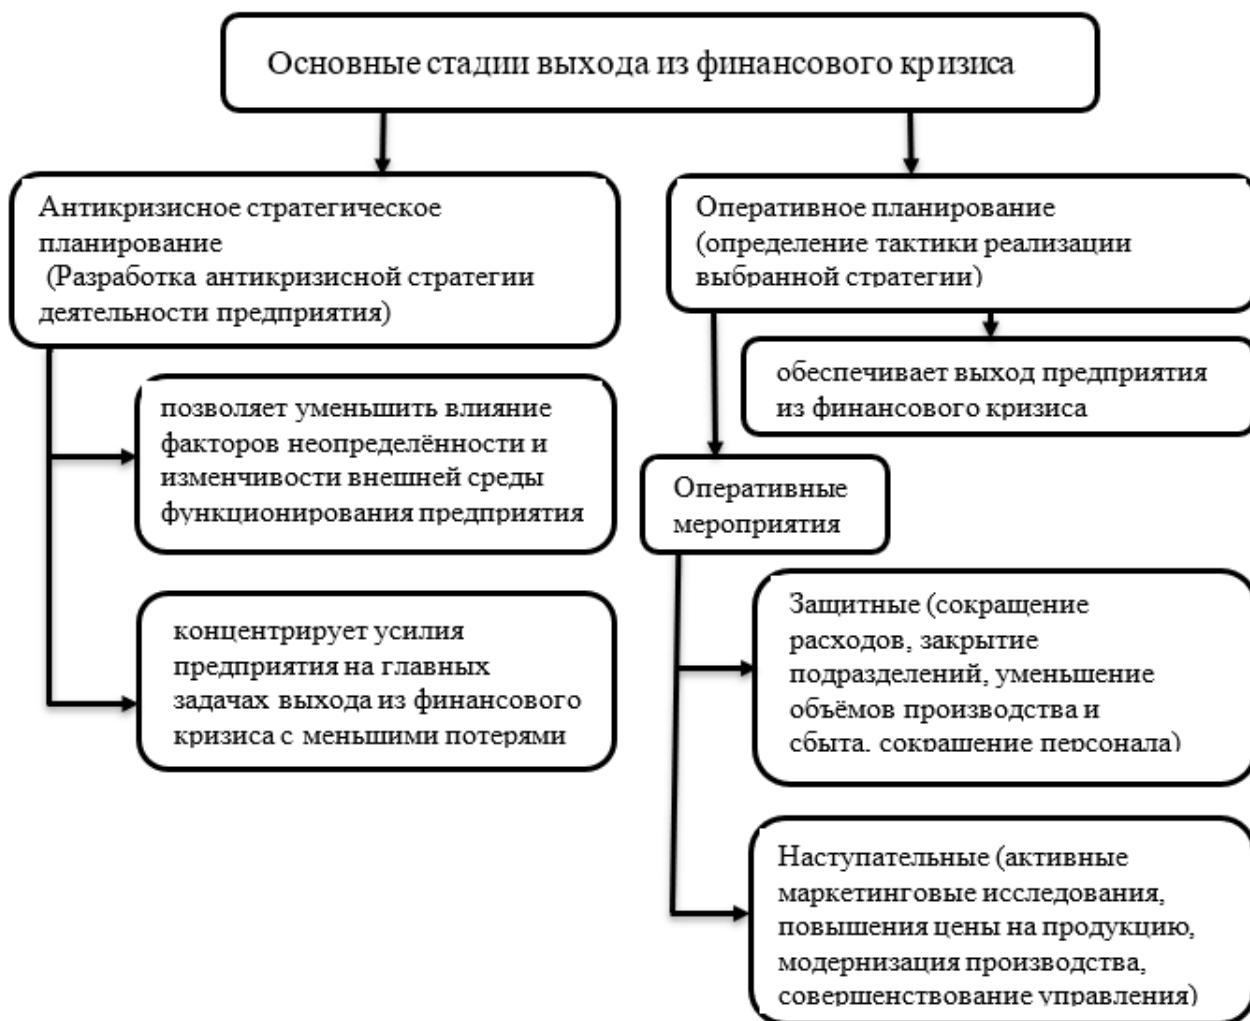 Основные стадии выхода из финансового кризиса
Антикризисное стратегическое
планирование
(Разработка антикризисной стратегии
деятельности предприятия)
позволяет уменьшить влияние
факторов неопределённости и
изменчивости внешней среды
функционирования предприятия
концентрирует усилия
предприятия на главных
задачах выхода из финансового
кризиса с меньшими потерями
Оперативное планирование
(определение тактики реализации
выбранной стратегии)
обеспечивает выход предприятия
из финансового кризиса
Оперативные
мероприятия
Защитные (сокращение
расходов, закрытие
подразделений, уменьшение
объёмов производства и
сбыта, сокращение персонала)
Наступательные (активные
маркетинговые исследования,
повышения цены на продукцию,
модернизация производства,
совершенствование управления)